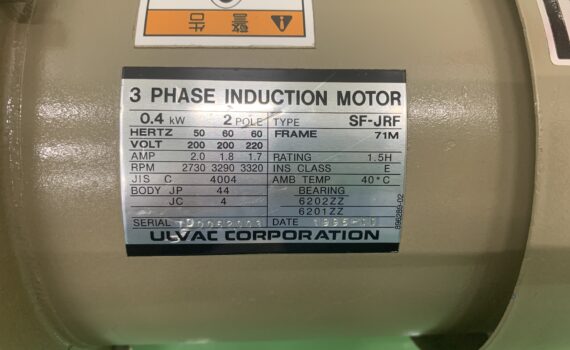 告 警
3 PHASE INDUCTION MOTOR
0.4 kW 2 POLE TYPE SF-JRF
HERTZ 50 60 60 FRAME 71M
VOLT 200 200 220
AMP 2.0 1.8 1.7 RATING 1.5H
RPM 2730 3290 3320 INS CLASS E
JIS C 4004 AMB TEMP 40°C
BODY JP 44 BEARING
JC 4 6202ZZ
6201ZZ
SERIAL DATE
ULVAC CORPORATION